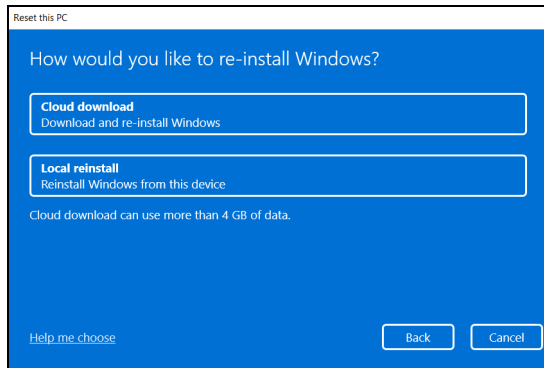 Reset this PC
How would you like to re-install Windows?
Cloud download
Download and re-install Windows
Local reinstall
Reinstall Windows from this device
Cloud download can use more than 4 GB of data.
Help me choose
Back
Cancel